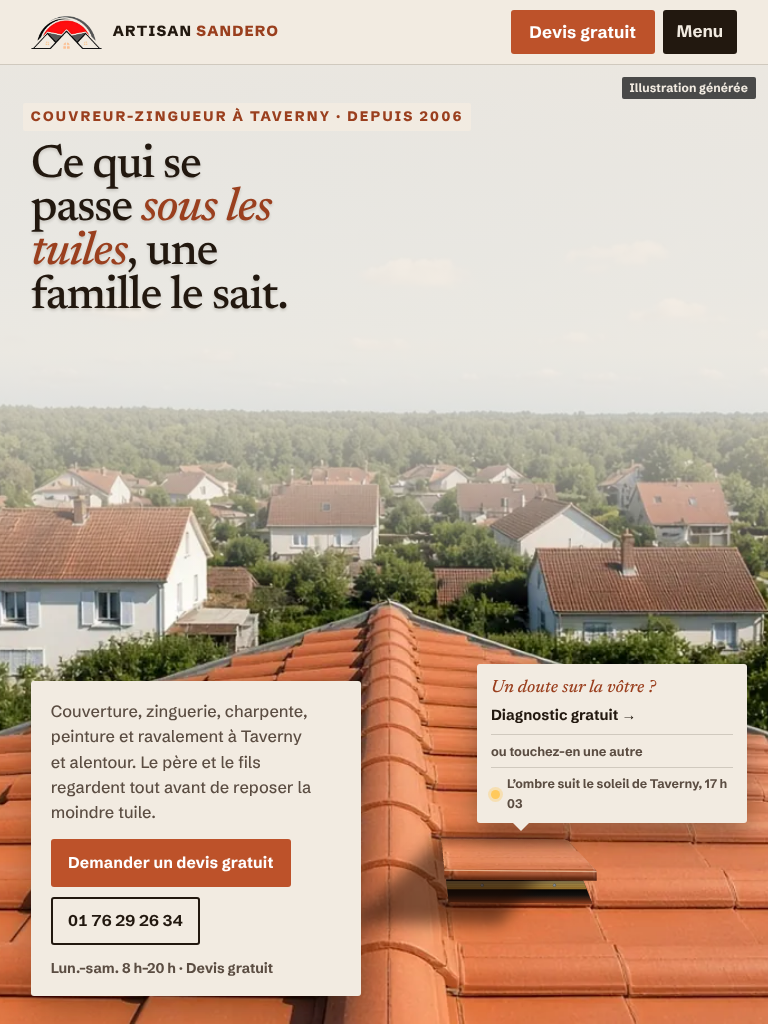 ARTISAN SANDERO
Devis gratuit
Menu
Illustration générée
COUVREUR-ZINGUEUR À TAVERNY · DEPUIS 2006
Ce qui se
passe sous les
tuiles, une
famille le sait.
Un doute sur la vôtre ?
Diagnostic gratuit →
ou touchez-en une autre
L'ombre suit le soleil de Taverny, 17 h
03
Couverture, zinguerie, charpente,
peinture et ravalement à Taverny
et alentour. Le père et le fils
regardent tout avant de reposer la
moindre tuile.
Demander un devis gratuit
01 76 29 26 34
Lun.-sam. 8 h-20 h · Devis gratuit